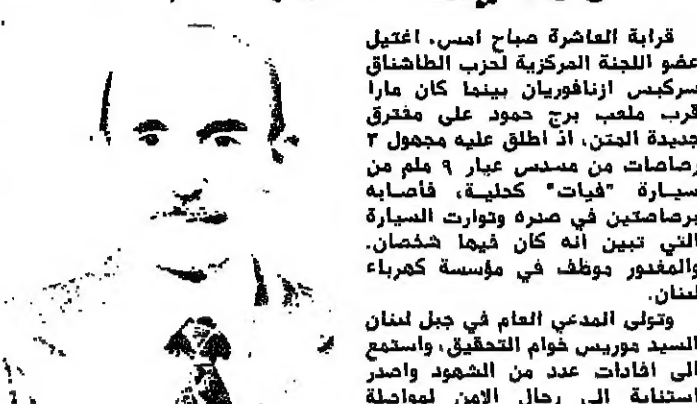 قرابة العاشرة صباح امس، اغتيل
عضو اللجنة المركزية لحزب الطاشناق
سركيس ازنافوريان بينما كان مارا
قرب ملعب برج حمود على مفترق
جديدة المتن، اذ اطلق عليه مجهول ٣
رصاصات من مسدس عيار ٩ ملم من
سيارة "فيات" كحلية، فأصابه
برصاصتين في صدره وتوارت السيارة
التي تبين انه كان فيها شخصان.
والمغدور موظف في مؤسسة كهرباء
لبنان.
وتولى المدعي العام في جبل لبنان
السيد موريس خوام التحقيق، واستمع
الى افادات عدد من الشهود واصدر
استنابة الى رجال الامن لمواصلة